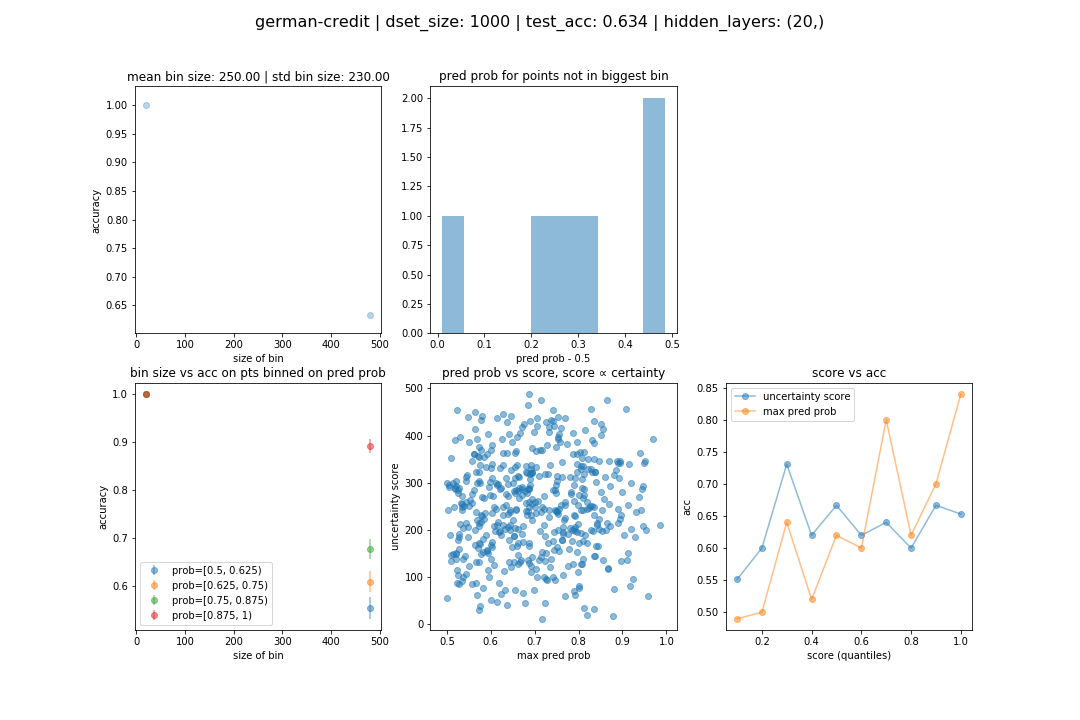 german-credit | dset_size: 1000 | test_acc: 0.634 | hidden_layers: (20,)
mean bin size: 250.00 | std bin size: 230.00
1.00
0.95
0.90
0.85
0.80
0.75
0.70
0.65
accuracy
0 100 200 300 400 500
size of bin
pred prob for points not in biggest bin
2.00
1.75
1.50
1.25
1.00
0.75
0.50
0.25
0.00
0.0 0.1 0.2 0.3 0.4 0.5
pred prob - 0.5
bin size vs acc on pts binned on pred prob
1.0
0.9
0.8
0.7
0.6
accuracy
prob=[0.5, 0.625)
prob=[0.625, 0.75)
prob=[0.75, 0.875)
prob=[0.875, 1)
0 100 200 300 400 500
size of bin
pred prob vs score, score ∝ certainty
500
400
300
200
100
0
uncertainty score
0.5 0.6 0.7 0.8 0.9 1.0
max pred prob
score vs acc
0.85
0.80
0.75
0.70
0.65
0.60
0.55
0.50
acc
uncertainty score
max pred prob
0.2 0.4 0.6 0.8 1.0
score (quantiles)